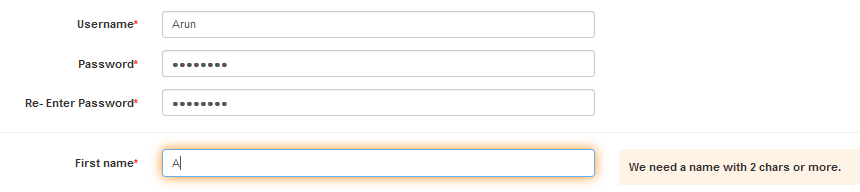 Username* Arun
Password* ••••••••
Re- Enter Password* ••••••••
First name* A We need a name with 2 chars or more.